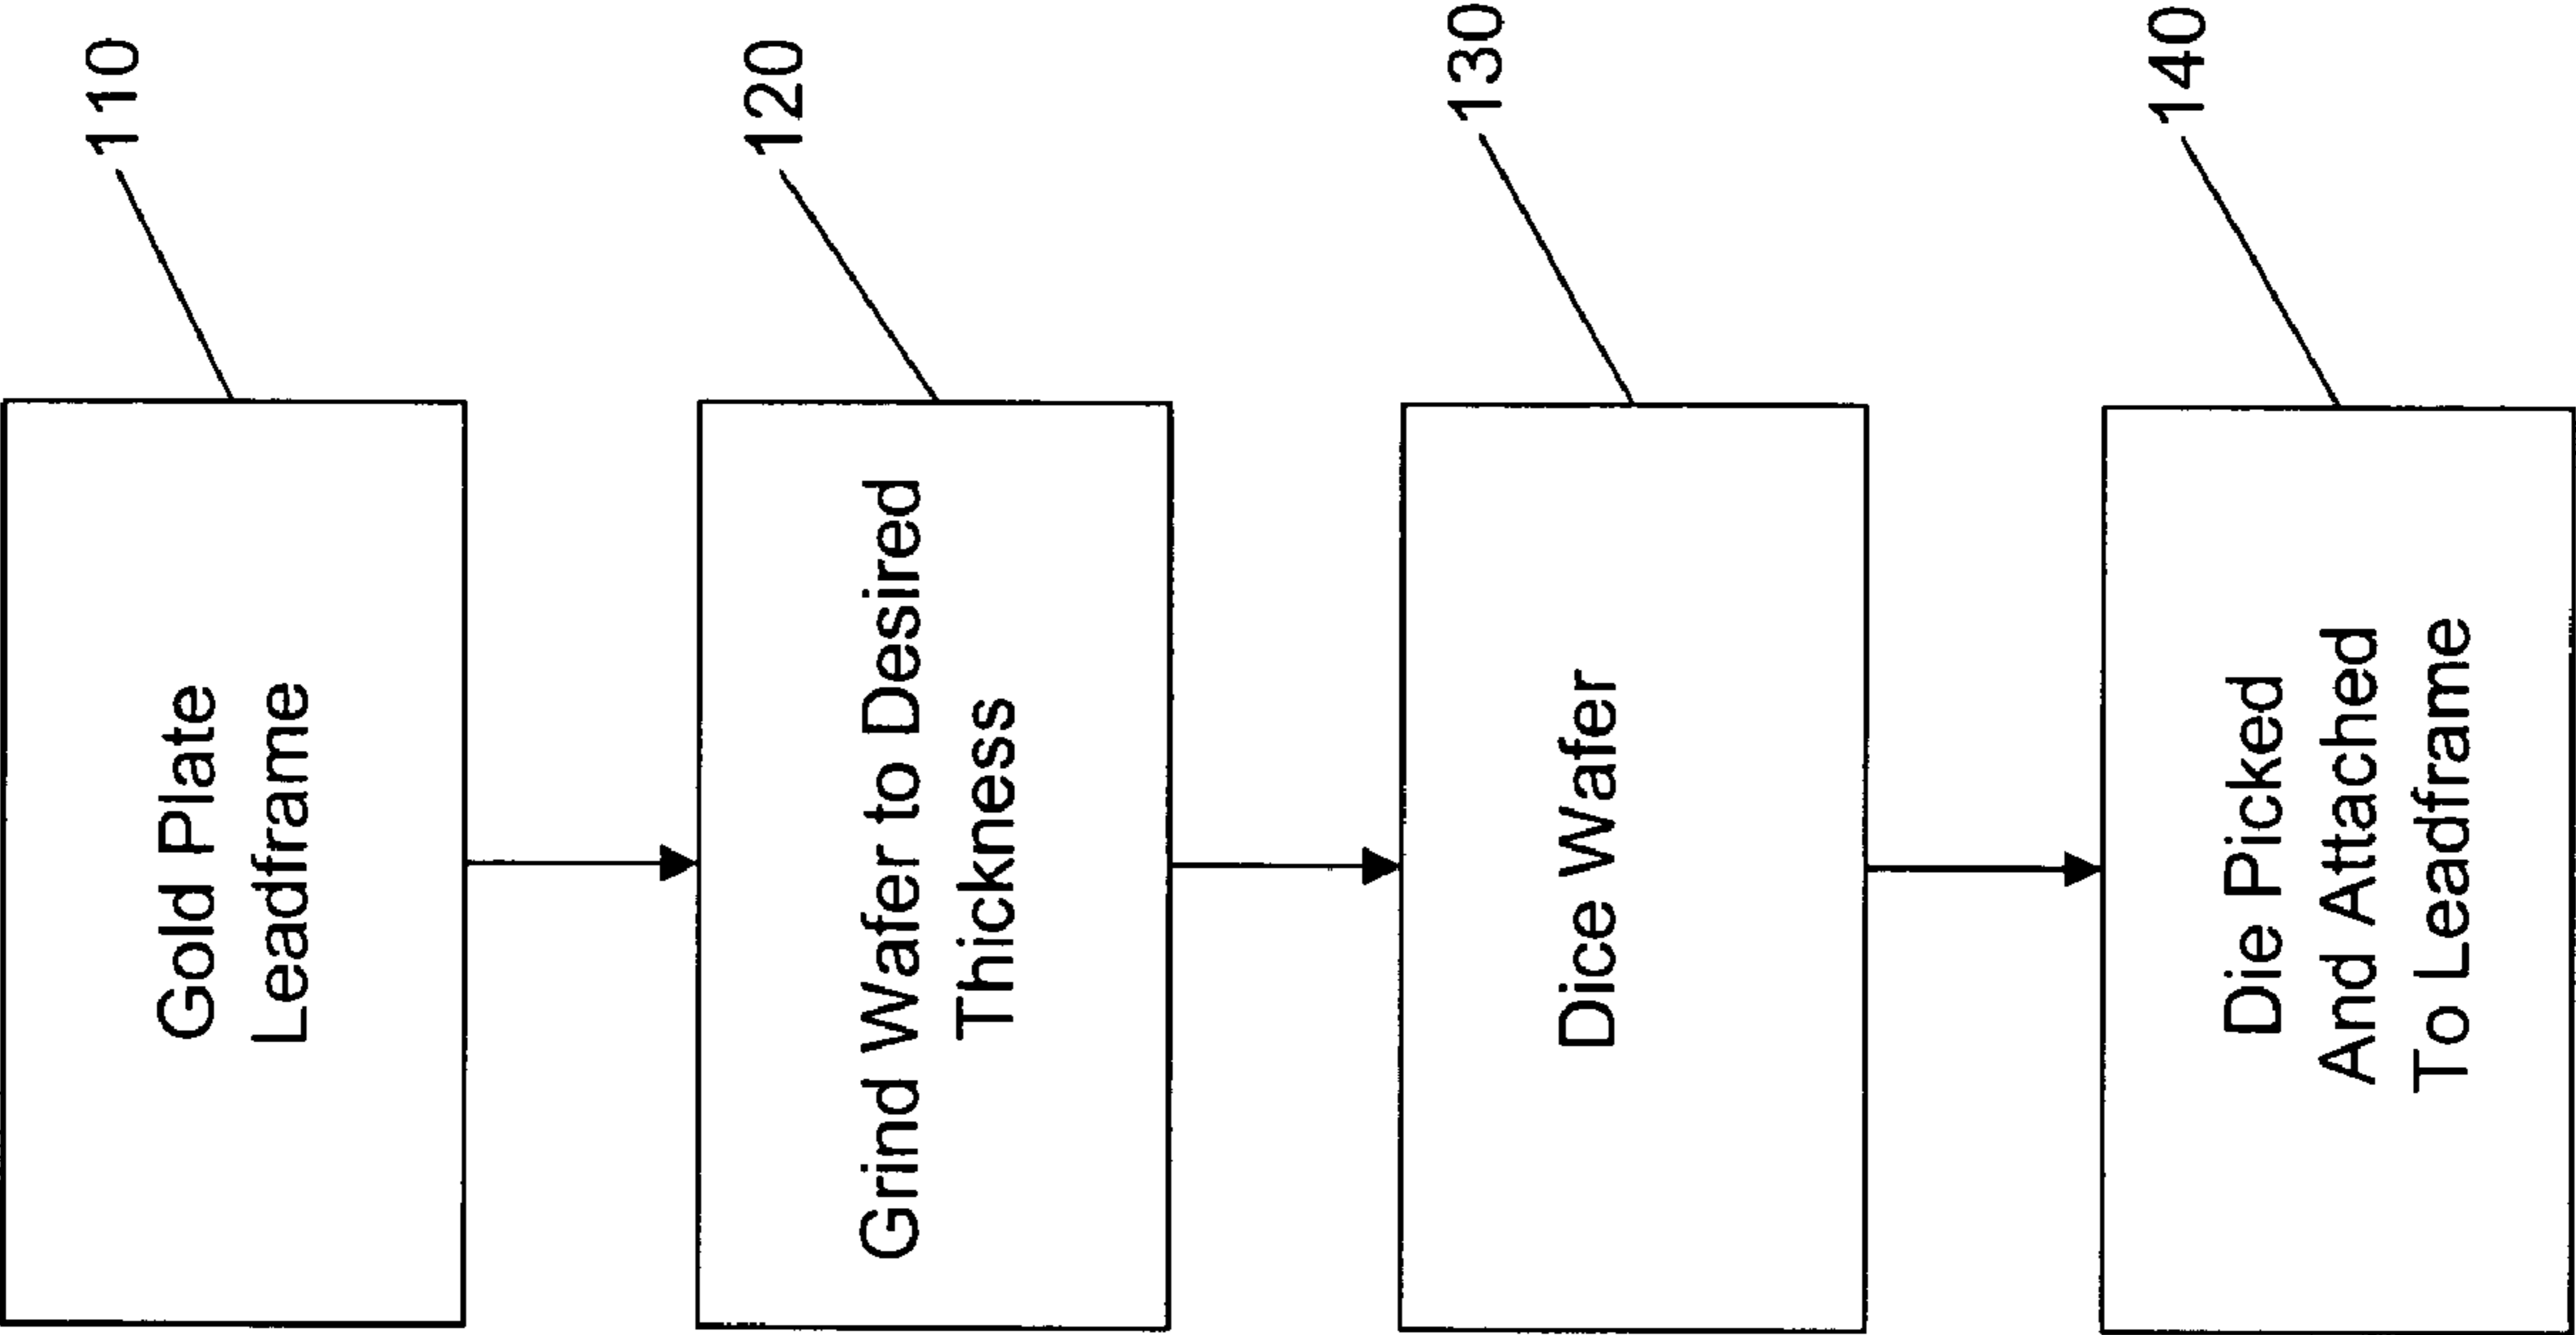 110
Gold Plate
Leadframe
120
Grind Wafer to Desired
Thickness
130
Dice Wafer
140
Die Picked
And Attached
To Leadframe